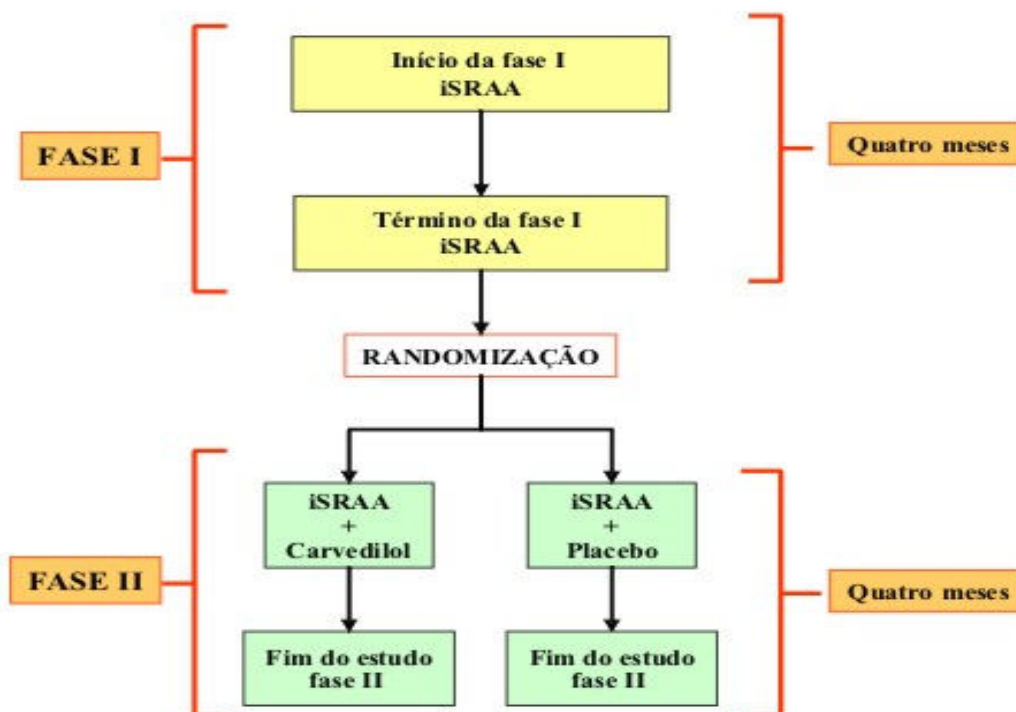 Início da fase I
iSRAA
FASE I
Quatro meses
Término da fase I
iSRAA
RANDOMIZAÇÃO
iSRAA
+
Carvedilol
iSRAA
+
Placebo
FASE II
Quatro meses
Fim do estudo
fase II
Fim do estudo
fase II